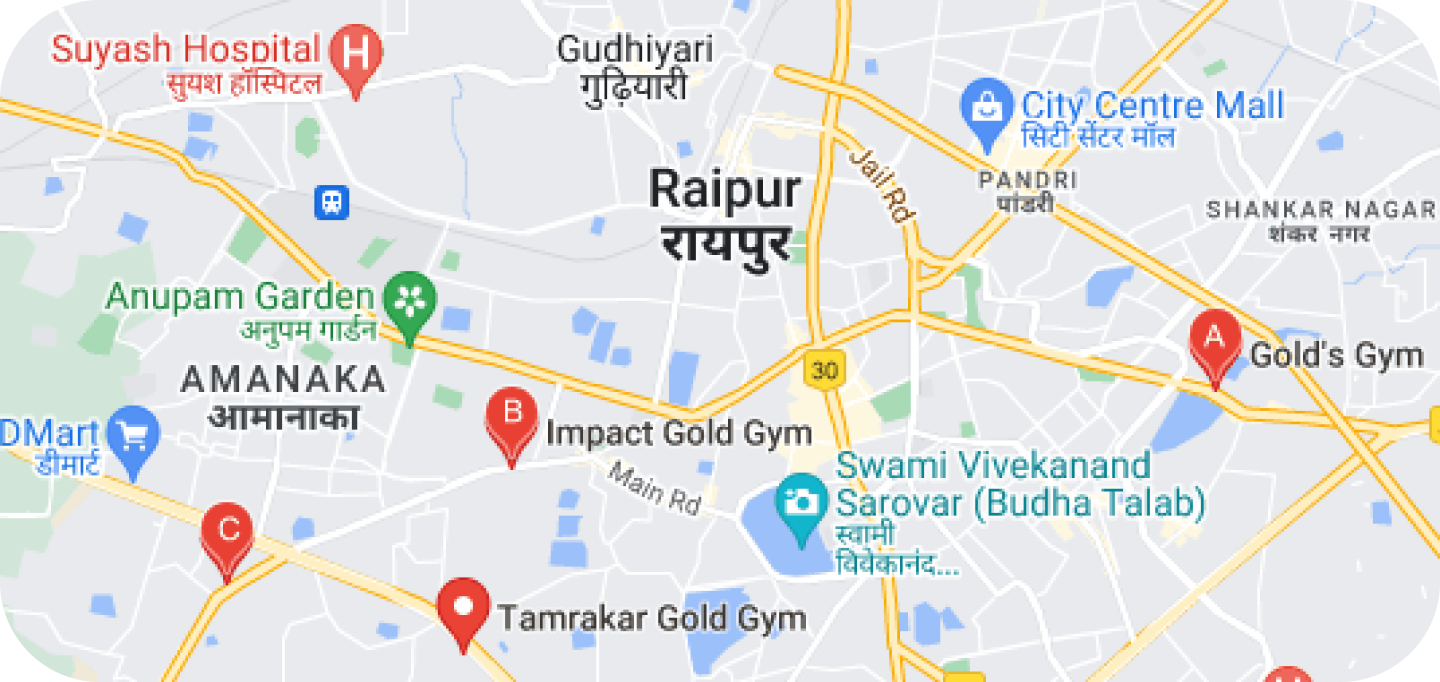 Suyash Hospital
सुयश हॉस्पिटल
H
Gudhiyari
गुढ़ियारी
City Centre Mall
सिटी सेंटर मॉल
Jail Rd
Raipur
रायपुर
PANDRI
पांडरी
SHANKAR NAGAR
शंकर नगर
Anupam Garden
अनुपम गार्डन
AMANAKA
आमानाका
30
A
Gold's Gym
B
Impact Gold Gym
DMart
डीमार्ट
Main Rd
Swami Vivekanand
Sarovar (Budha Talab)
स्वामी
विवेकानंद...
C
Tamrakar Gold Gym
H